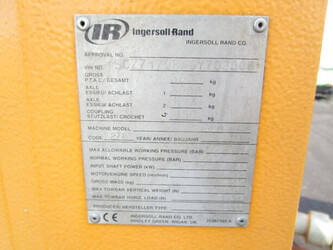 IR Ingersoll-Rand
INGERSOLL RAND CO.
APPROVAL NO.
VIN NO.
GROSS
P.T.A.C / GESAMT kg
AXLE
ESSIEU/ ACHLAST 1 kg
AXLE
ESSIEU/ ACHLAST 2 kg
COUPLING
STUTZLAST/ CROCHET kg
MACHINE MODEL
CODE YEAR/ ANNEE/ BAUJAHR
MAX ALLOWABLE WORKING PRESSURE (BAR)
NORMAL WORKING PRESSURE (BAR)
INPUT SHAFT POWER (kW)
MOTOR/ENGINE SPEED (rev/min)
GROSS MASS (kg)
MAX TOWBAR VERTICAL WEIGHT (N)
MAX TOWBAR HORIZ. LOAD (N)
PRODUCER/ HERSTELLER TYPE
INGERSOLL-RAND CO. LTD.
HINDLEY GREEN, WIGAN, UK.